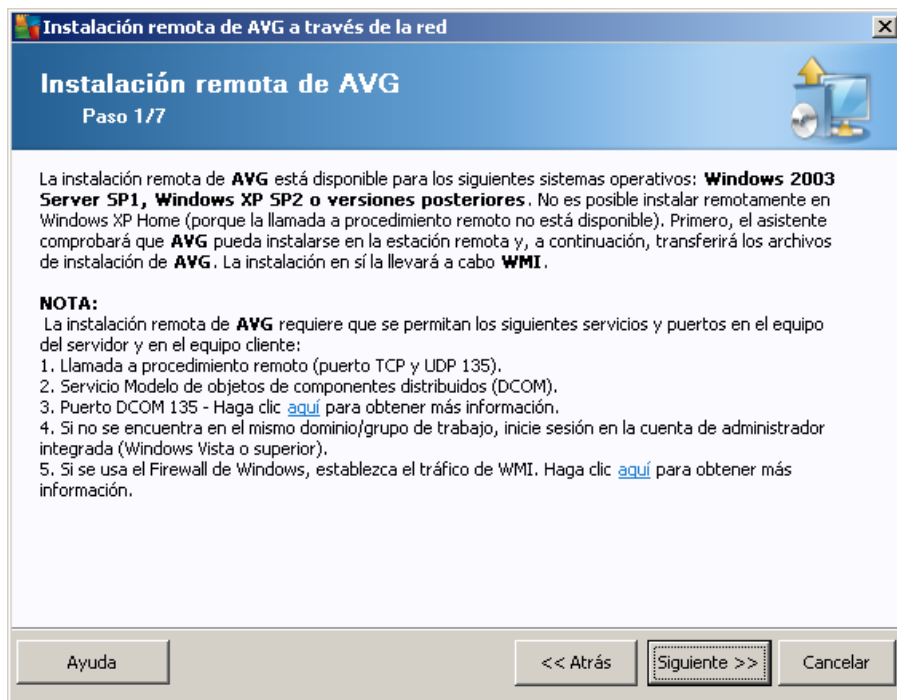 Instalación remota de AVG a través de la red
Instalación remota de AVG
Paso 1/7
La instalación remota de AVG está disponible para los siguientes sistemas operativos: Windows 2003
Server SP1, Windows XP SP2 o versiones posteriores. No es posible instalar remotamente en
Windows XP Home (porque la llamada a procedimiento remoto no está disponible). Primero, el asistente
comprobará que AVG pueda instalarse en la estación remota y, a continuación, transferirá los archivos
de instalación de AVG. La instalación en sí la llevará a cabo WMI.
NOTA:
La instalación remota de AVG requiere que se permitan los siguientes servicios y puertos en el equipo
del servidor y en el equipo cliente:
1. Llamada a procedimiento remoto (puerto TCP y UDP 135).
2. Servicio Modelo de objetos de componentes distribuidos (DCOM).
3. Puerto DCOM 135 - Haga clic aquí para obtener más información.
4. Si no se encuentra en el mismo dominio/grupo de trabajo, inicie sesión en la cuenta de administrador
integrada (Windows Vista o superior).
5. Si se usa el Firewall de Windows, establezca el tráfico de WMI. Haga clic aquí para obtener más
información.
Ayuda
<< Atrás
Siguiente >>
Cancelar